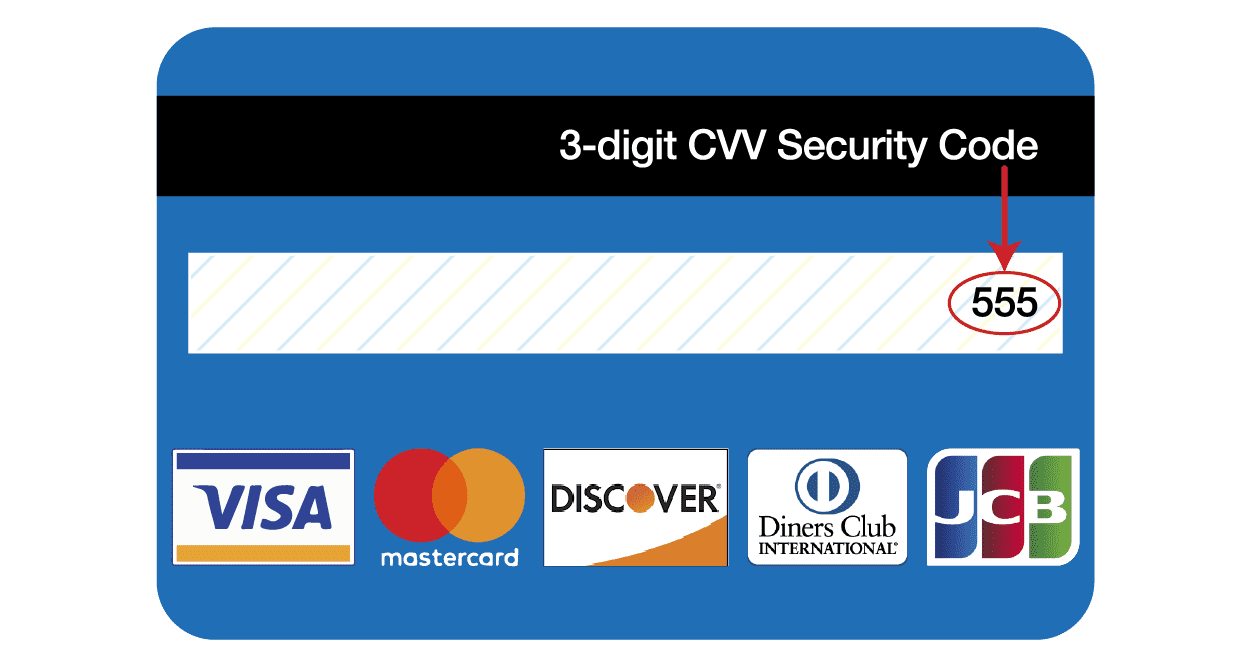 3-digit CVV Security Code
555
VISA
mastercard
DISCOVER®
Diners Club
INTERNATIONAL®
JCB